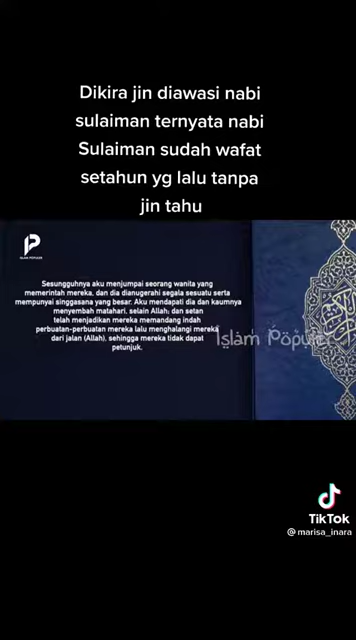 Dikira jin diawasi nabi
sulaiman ternyata nabi
Sulaiman sudah wafat
setahun yg lalu tanpa
jin tahu
ISLAM POPULER
Sesungguhnya aku menjumpai seorang wanita yang
memerintah mereka, dan dia dianugerahi segala sesuatu serta
mempunyai singgasana yang besar. Aku mendapati dia dan kaumnya
menyembah matahari, selain Allah; dan setan
telah menjadikan mereka memandang indah
perbuatan-perbuatan mereka lalu menghalangi mereka
dari jalan (Allah), sehingga mereka tidak dapat
petunjuk.
Islam Populer
TikTok
@marisa_inara